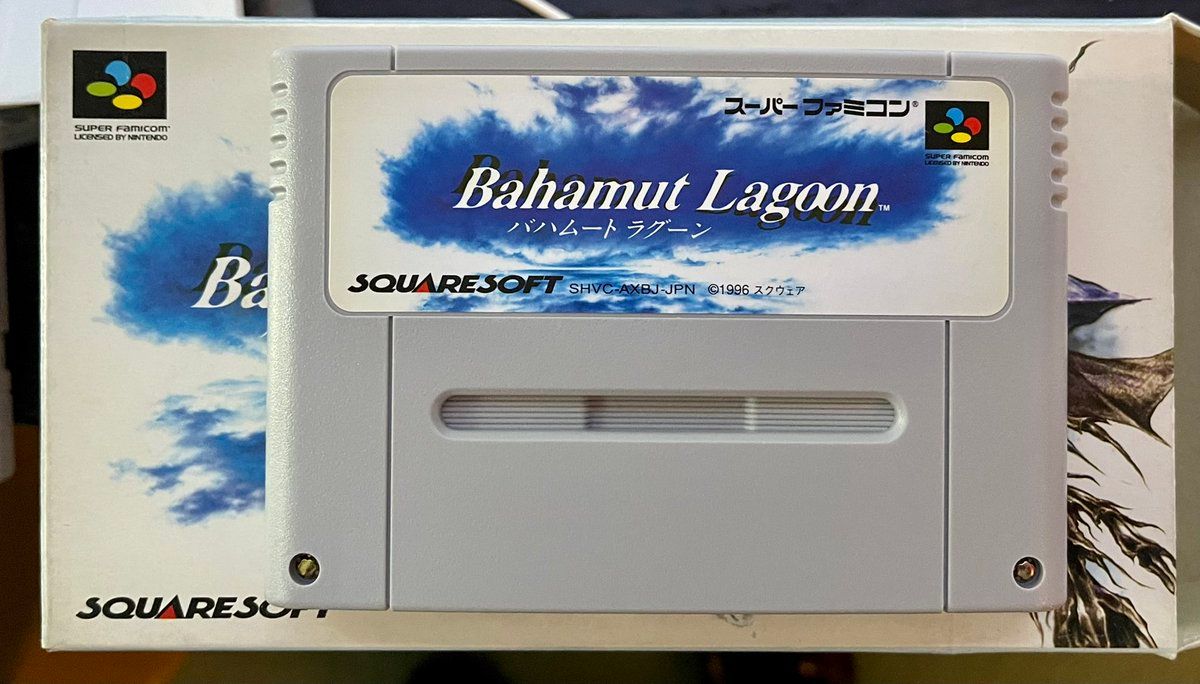 SUPER FAMICOM™
LICENSED BY NINTENDO
Ba
SQUARESOFT
スーパーファミコン®
SUPER FAMICOM
LICENSED BY NINTENDO
Bahamut Lagoon™
バハムート ラグーン
SQUARESOFT SHVC-AXBJ-JPN ©1996 スクウェア